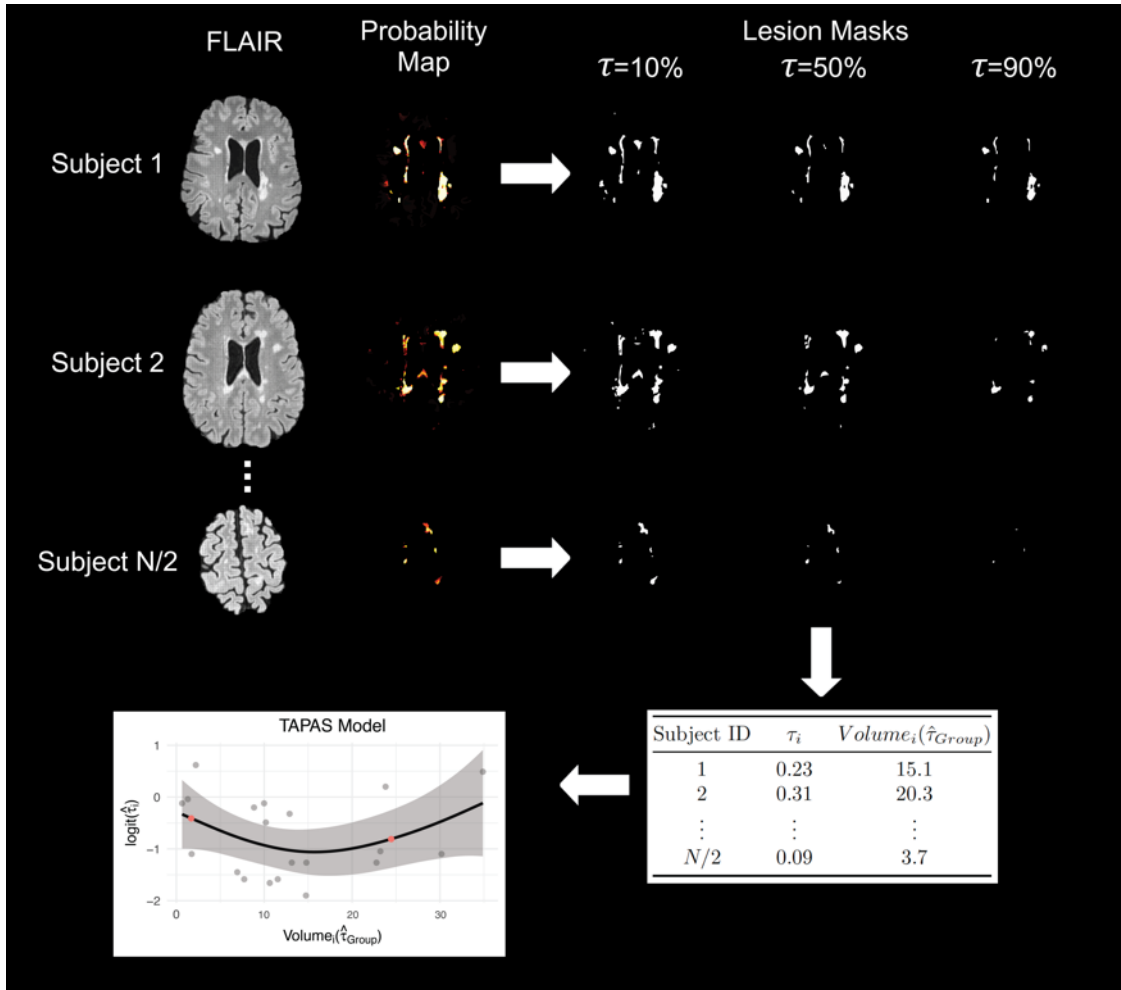 FLAIR
Probability
Map
Lesion Masks
τ=10%
τ=50%
τ=90%
Subject 1
Subject 2
⋮
Subject N/2
TAPAS Model
1
0
−1
−2
logit(τ̂ᵢ)
0
10
20
30
Volumeᵢ(τ̂Group)
Subject ID τᵢ Volumeᵢ(τ̂Group)
1 0.23 15.1
2 0.31 20.3
⋮ ⋮ ⋮
N/2 0.09 3.7